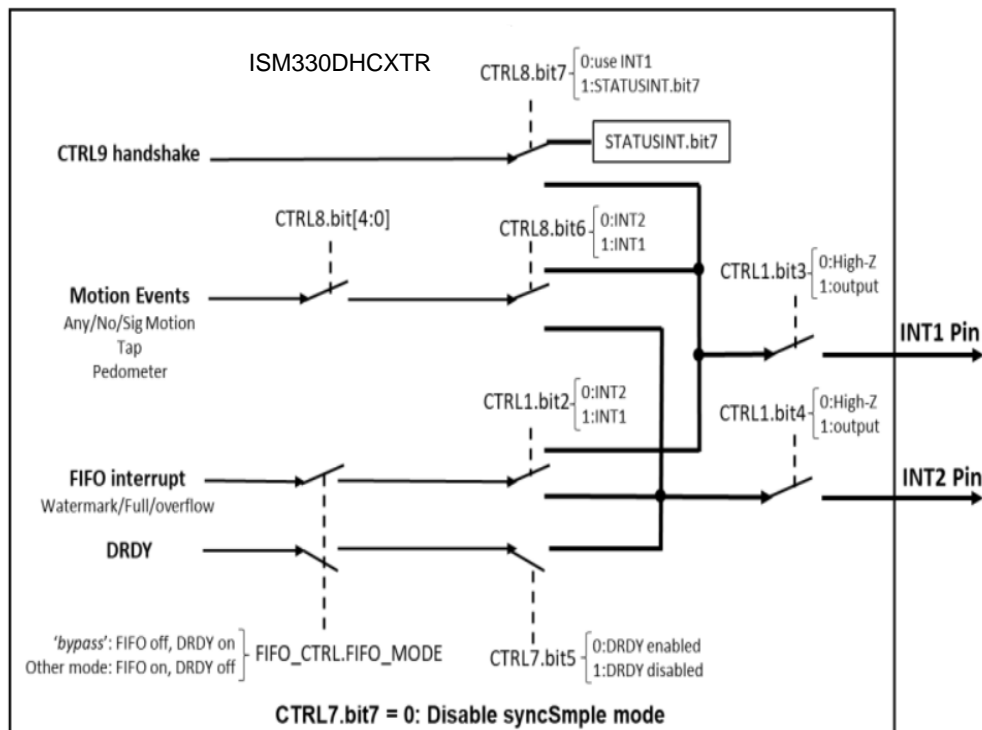 ISM330DHCXTR
CTRL8.bit7
0:use INT1
1:STATUSINT.bit7
CTRL9 handshake
STATUSINT.bit7
CTRL8.bit[4:0]
CTRL8.bit6
0:INT2
1:INT1
CTRL1.bit3
0:High-Z
1:output
Motion Events
Any/No/Sig Motion
Tap
Pedometer
INT1 Pin
CTRL1.bit2
0:INT2
1:INT1
CTRL1.bit4
0:High-Z
1:output
FIFO interrupt
Watermark/Full/overflow
INT2 Pin
DRDY
'bypass': FIFO off, DRDY on
Other mode: FIFO on, DRDY off
FIFO_CTRL.FIFO_MODE
CTRL7.bit5
0:DRDY enabled
1:DRDY disabled
CTRL7.bit7 = 0: Disable syncSmple mode